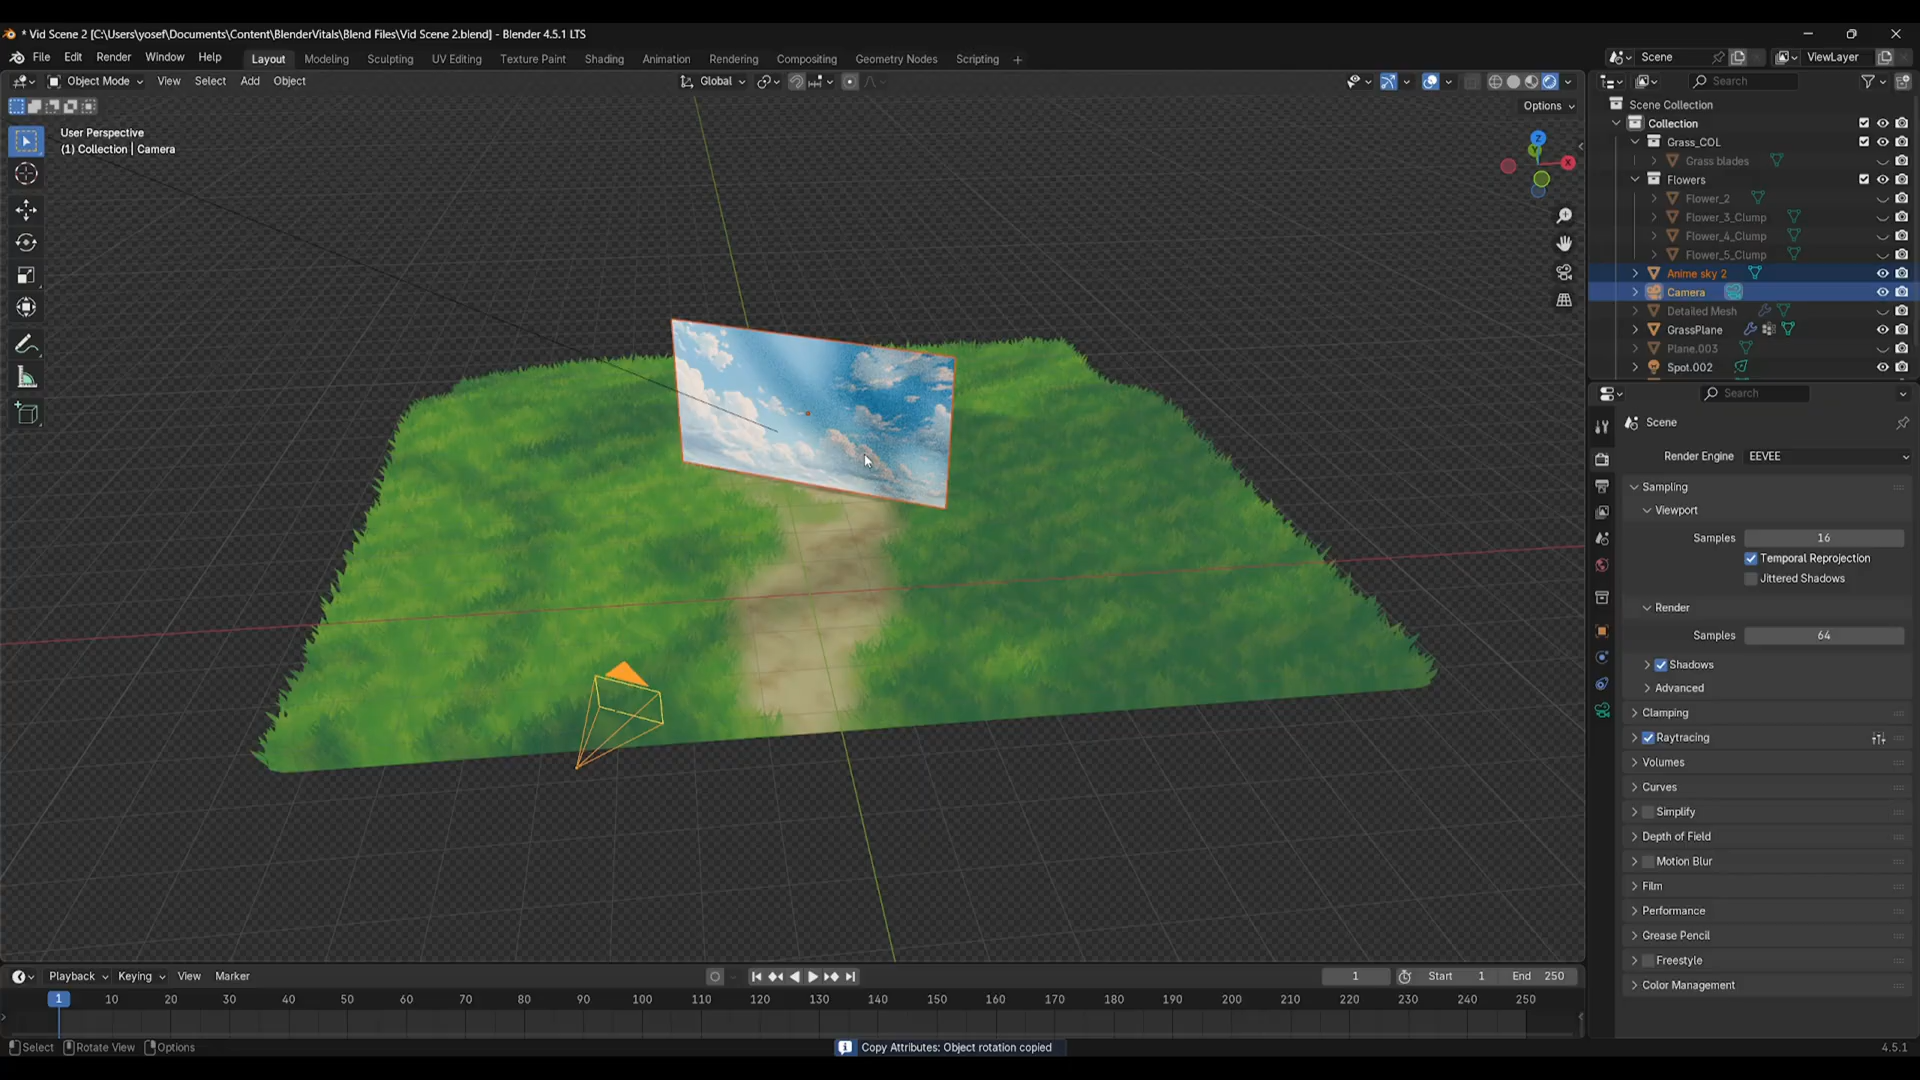 * Vid Scene 2 [C:\Users\yosef\Documents\Content\BlenderVitals\Blend Files\Vid Scene 2.blend] - Blender 4.5.1 LTS
File Edit Render Window Help Layout Modeling Sculpting UV Editing Texture Paint Shading Animation Rendering Compositing Geometry Nodes Scripting + Scene ViewLayer
Object Mode View Select Add Object Global Search
Options
User Perspective
(1) Collection | Camera
Z
Y
X
Scene Collection
Collection
Grass_COL
Grass blades
Flowers
Flower_2
Flower_3_Clump
Flower_4_Clump
Flower_5_Clump
Anime sky 2
Camera
Detailed Mesh
GrassPlane
Plane.003
Spot.002
Search
Scene
Render Engine EEVEE
Sampling
Viewport
Samples 16
Temporal Reprojection
Jittered Shadows
Render
Samples 64
Shadows
Advanced
Clamping
Raytracing
Volumes
Curves
Simplify
Depth of Field
Motion Blur
Film
Performance
Grease Pencil
Freestyle
Color Management
Playback Keying View Marker 1 Start 1 End 250
1 10 20 30 40 50 60 70 80 90 100 110 120 130 140 150 160 170 180 190 200 210 220 230 240 250
Select Rotate View Options Copy Attributes: Object rotation copied 4.5.1